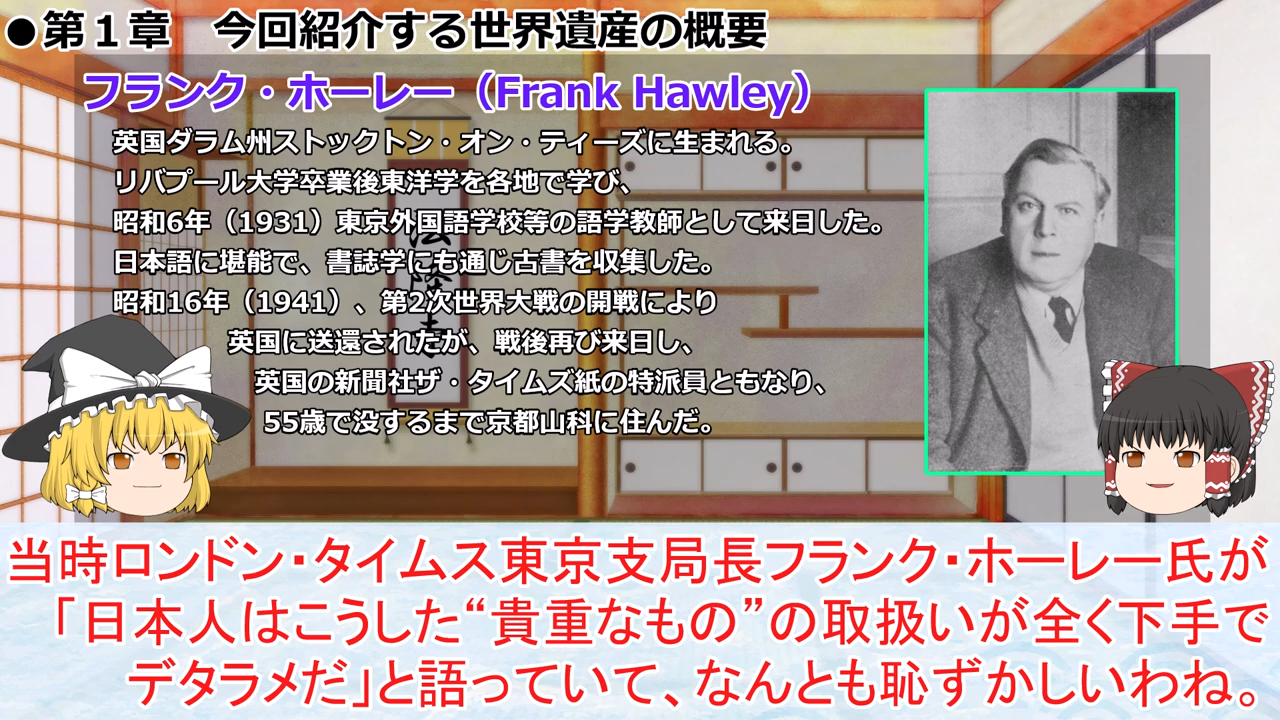 ●第１章　今回紹介する世界遺産の概要
フランク・ホーレー（Frank Hawley）
英国ダラム州ストックトン・オン・ティーズに生まれる。
リバプール大学卒業後東洋学を各地で学び、
昭和6年（1931）東京外国語学校等の語学教師として来日した。
日本語に堪能で、書誌学にも通じ古書を収集した。
昭和16年（1941）、第2次世界大戦の開戦により
英国に送還されたが、戦後再び来日し、
英国の新聞社ザ・タイムズ紙の特派員ともなり、
55歳で没するまで京都山科に住んだ。
法隆寺
当時ロンドン・タイムス東京支局長フランク・ホーレー氏が
「日本人はこうした“貴重なもの”の取扱いが全く下手で
デタラメだ」と語っていて、なんとも恥ずかしいわね。